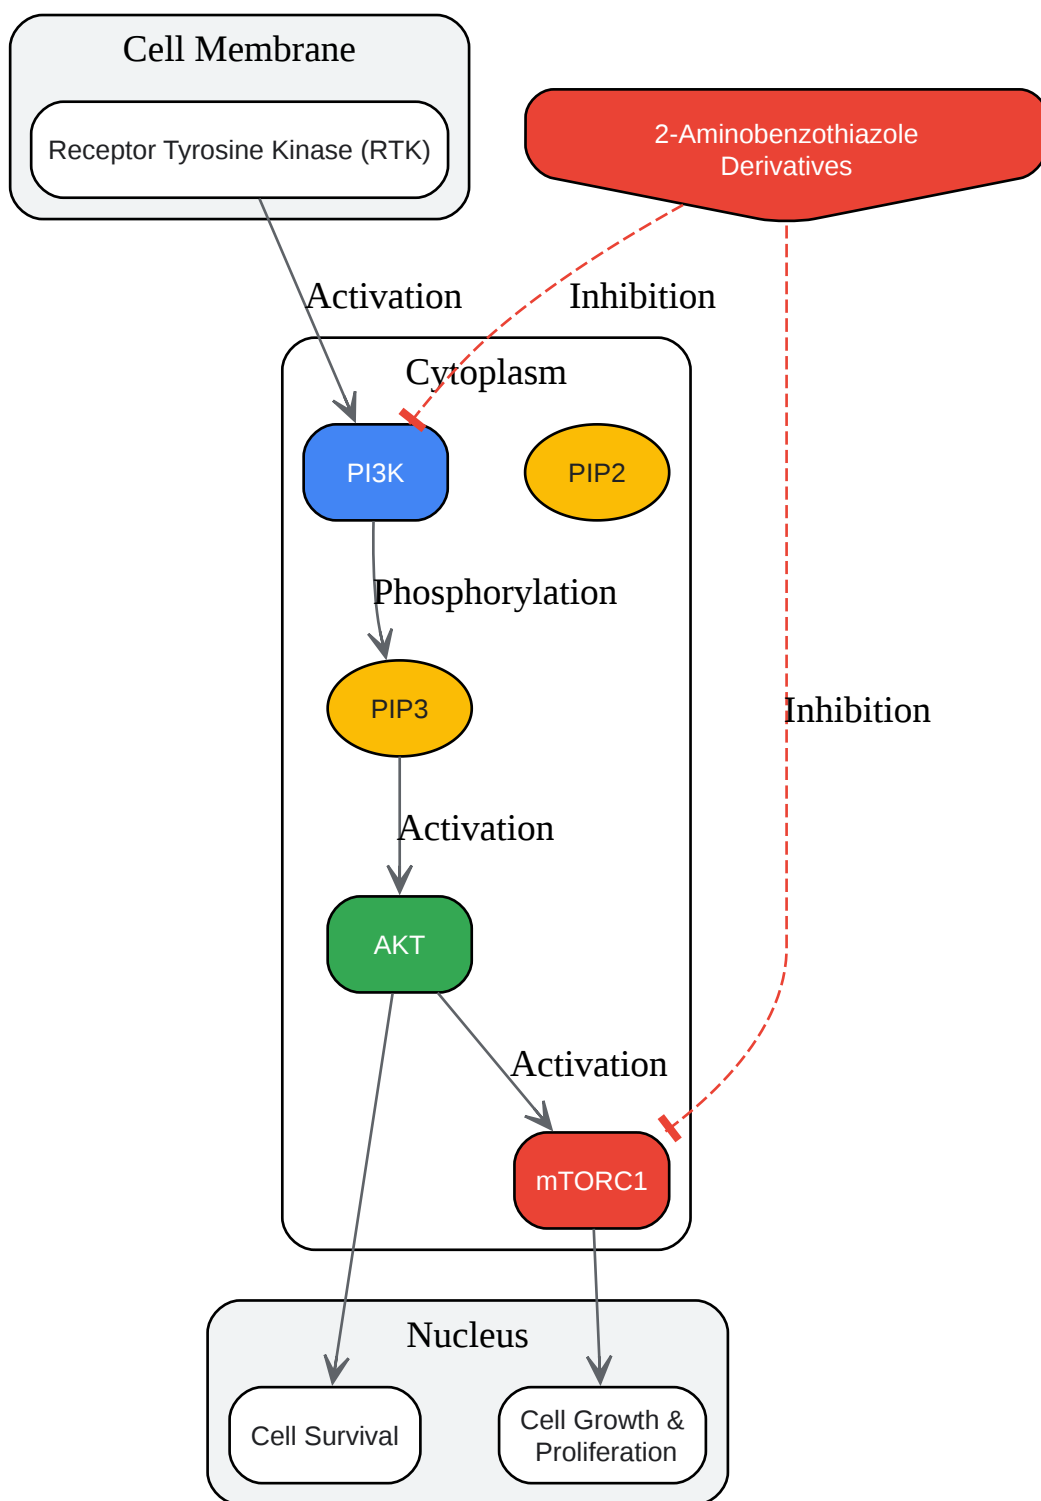 Cell Membrane
Receptor Tyrosine Kinase (RTK)
2-Aminobenzothiazole
Derivatives
Activation
Inhibition
Cytoplasm
PI3K
PIP2
Phosphorylation
PIP3
Inhibition
Activation
AKT
Activation
mTORC1
Nucleus
Cell Survival
Cell Growth &
Proliferation